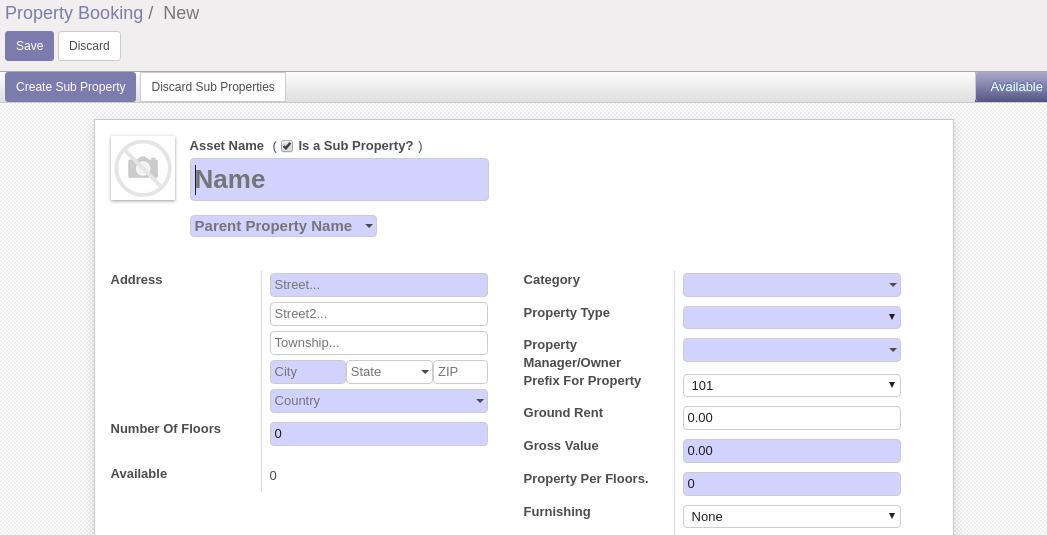 Property Booking / New
Save Discard
Create Sub Property Discard Sub Properties Available
Asset Name ( Is a Sub Property? )
Name
Parent Property Name
Address Street...
Street2...
Township...
City State ZIP
Country
Number Of Floors 0
Available 0
Category
Property Type
Property
Manager/Owner
Prefix For Property 101
Ground Rent 0.00
Gross Value 0.00
Property Per Floors. 0
Furnishing None